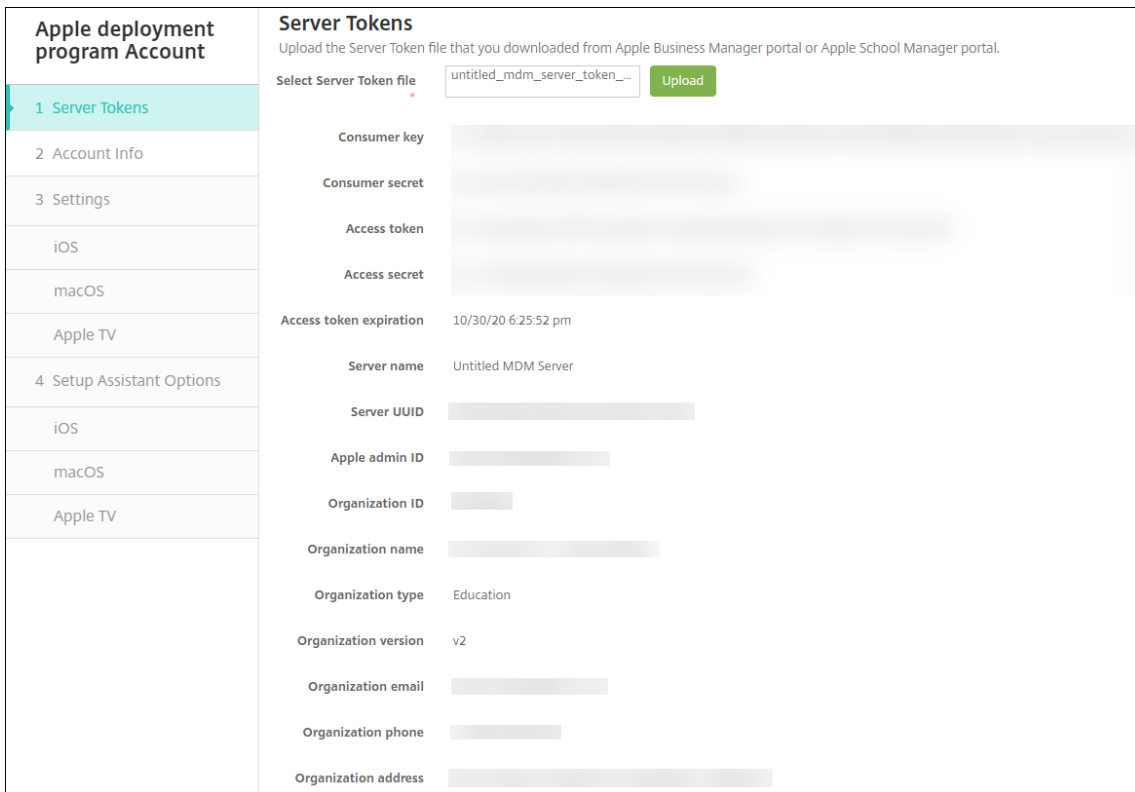 Apple deployment
program Account
1 Server Tokens
2 Account Info
3 Settings
iOS
macOS
Apple TV
4 Setup Assistant Options
iOS
macOS
Apple TV
Server Tokens
Upload the Server Token file that you downloaded from Apple Business Manager portal or Apple School Manager portal.
Select Server Token file untitled_mdm_server_token_... Upload
*
Consumer key
Consumer secret
Access token
Access secret
Access token expiration 10/30/20 6:25:52 pm
Server name Untitled MDM Server
Server UUID
Apple admin ID
Organization ID
Organization name
Organization type Education
Organization version v2
Organization email
Organization phone
Organization address